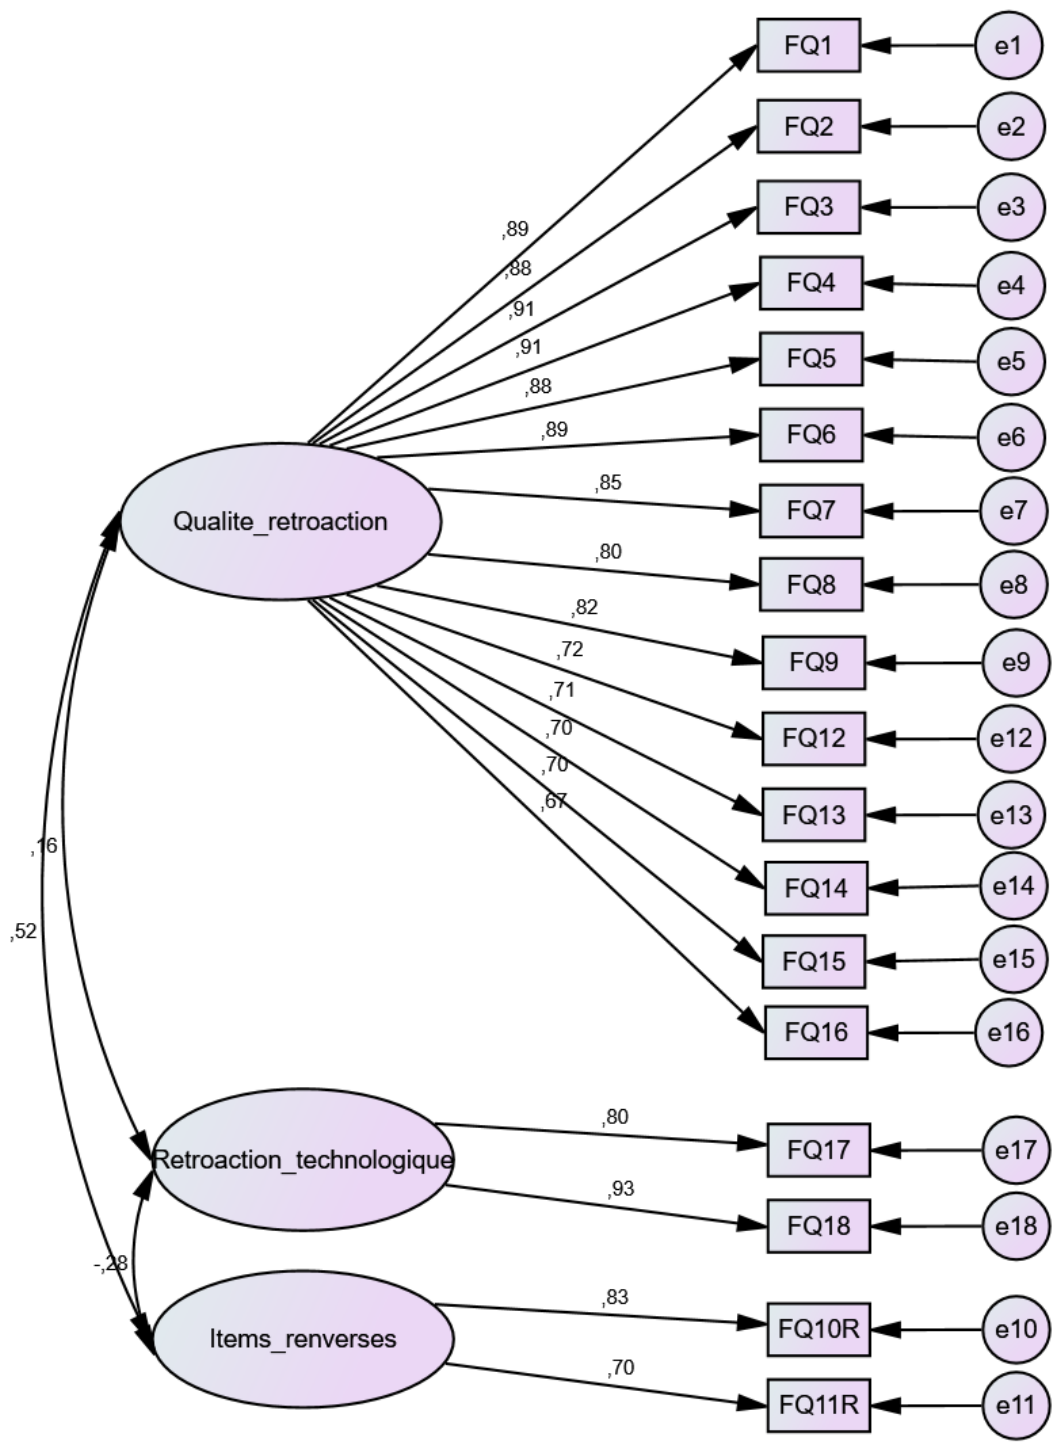 FQ1
e1
FQ2
e2
FQ3
e3
FQ4
e4
FQ5
e5
FQ6
e6
FQ7
e7
FQ8
e8
FQ9
e9
FQ12
e12
FQ13
e13
FQ14
e14
FQ15
e15
FQ16
e16
,89
,88
,91
,91
,88
,89
,85
,80
,82
,72
,71
,70
,70
,67
Qualite_retroaction
,16
,52
-,28
Retroaction_technologique
,80
FQ17
e17
,93
FQ18
e18
Items_renverses
,83
FQ10R
e10
,70
FQ11R
e11